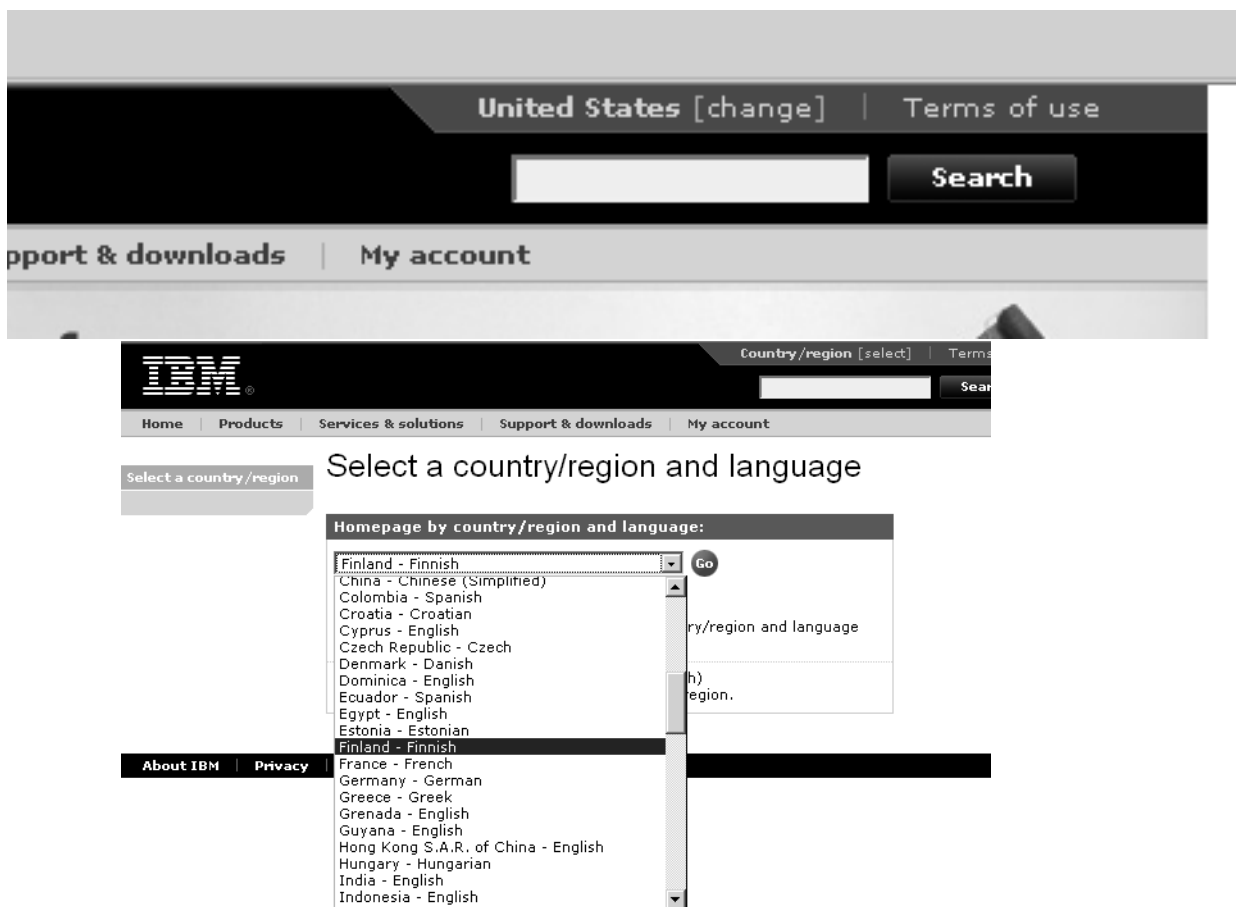 United States [change] | Terms of use
Search
pport & downloads | My account
IBM®
Country/region [select] | Terms
Sear
Home | Products | Services & solutions | Support & downloads | My account
Select a country/region
Select a country/region and language
Homepage by country/region and language:
Finland - Finnish
Go
China - Chinese (Simplified)
Colombia - Spanish
Croatia - Croatian
Cyprus - English
ry/region and language
Czech Republic - Czech
Denmark - Danish
Dominica - English
h)
Ecuador - Spanish
egion.
Egypt - English
Estonia - Estonian
Finland - Finnish
About IBM | Privacy |
France - French
Germany - German
Greece - Greek
Grenada - English
Guyana - English
Hong Kong S.A.R. of China - English
Hungary - Hungarian
India - English
Indonesia - English